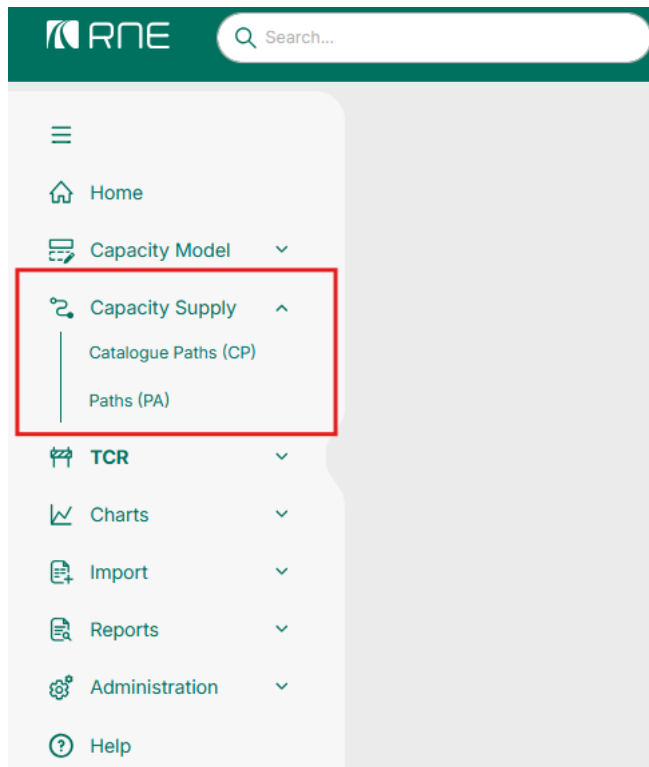 RNE
Search...
Home
Capacity Model
Capacity Supply
Catalogue Paths (CP)
Paths (PA)
TCR
Charts
Import
Reports
Administration
Help